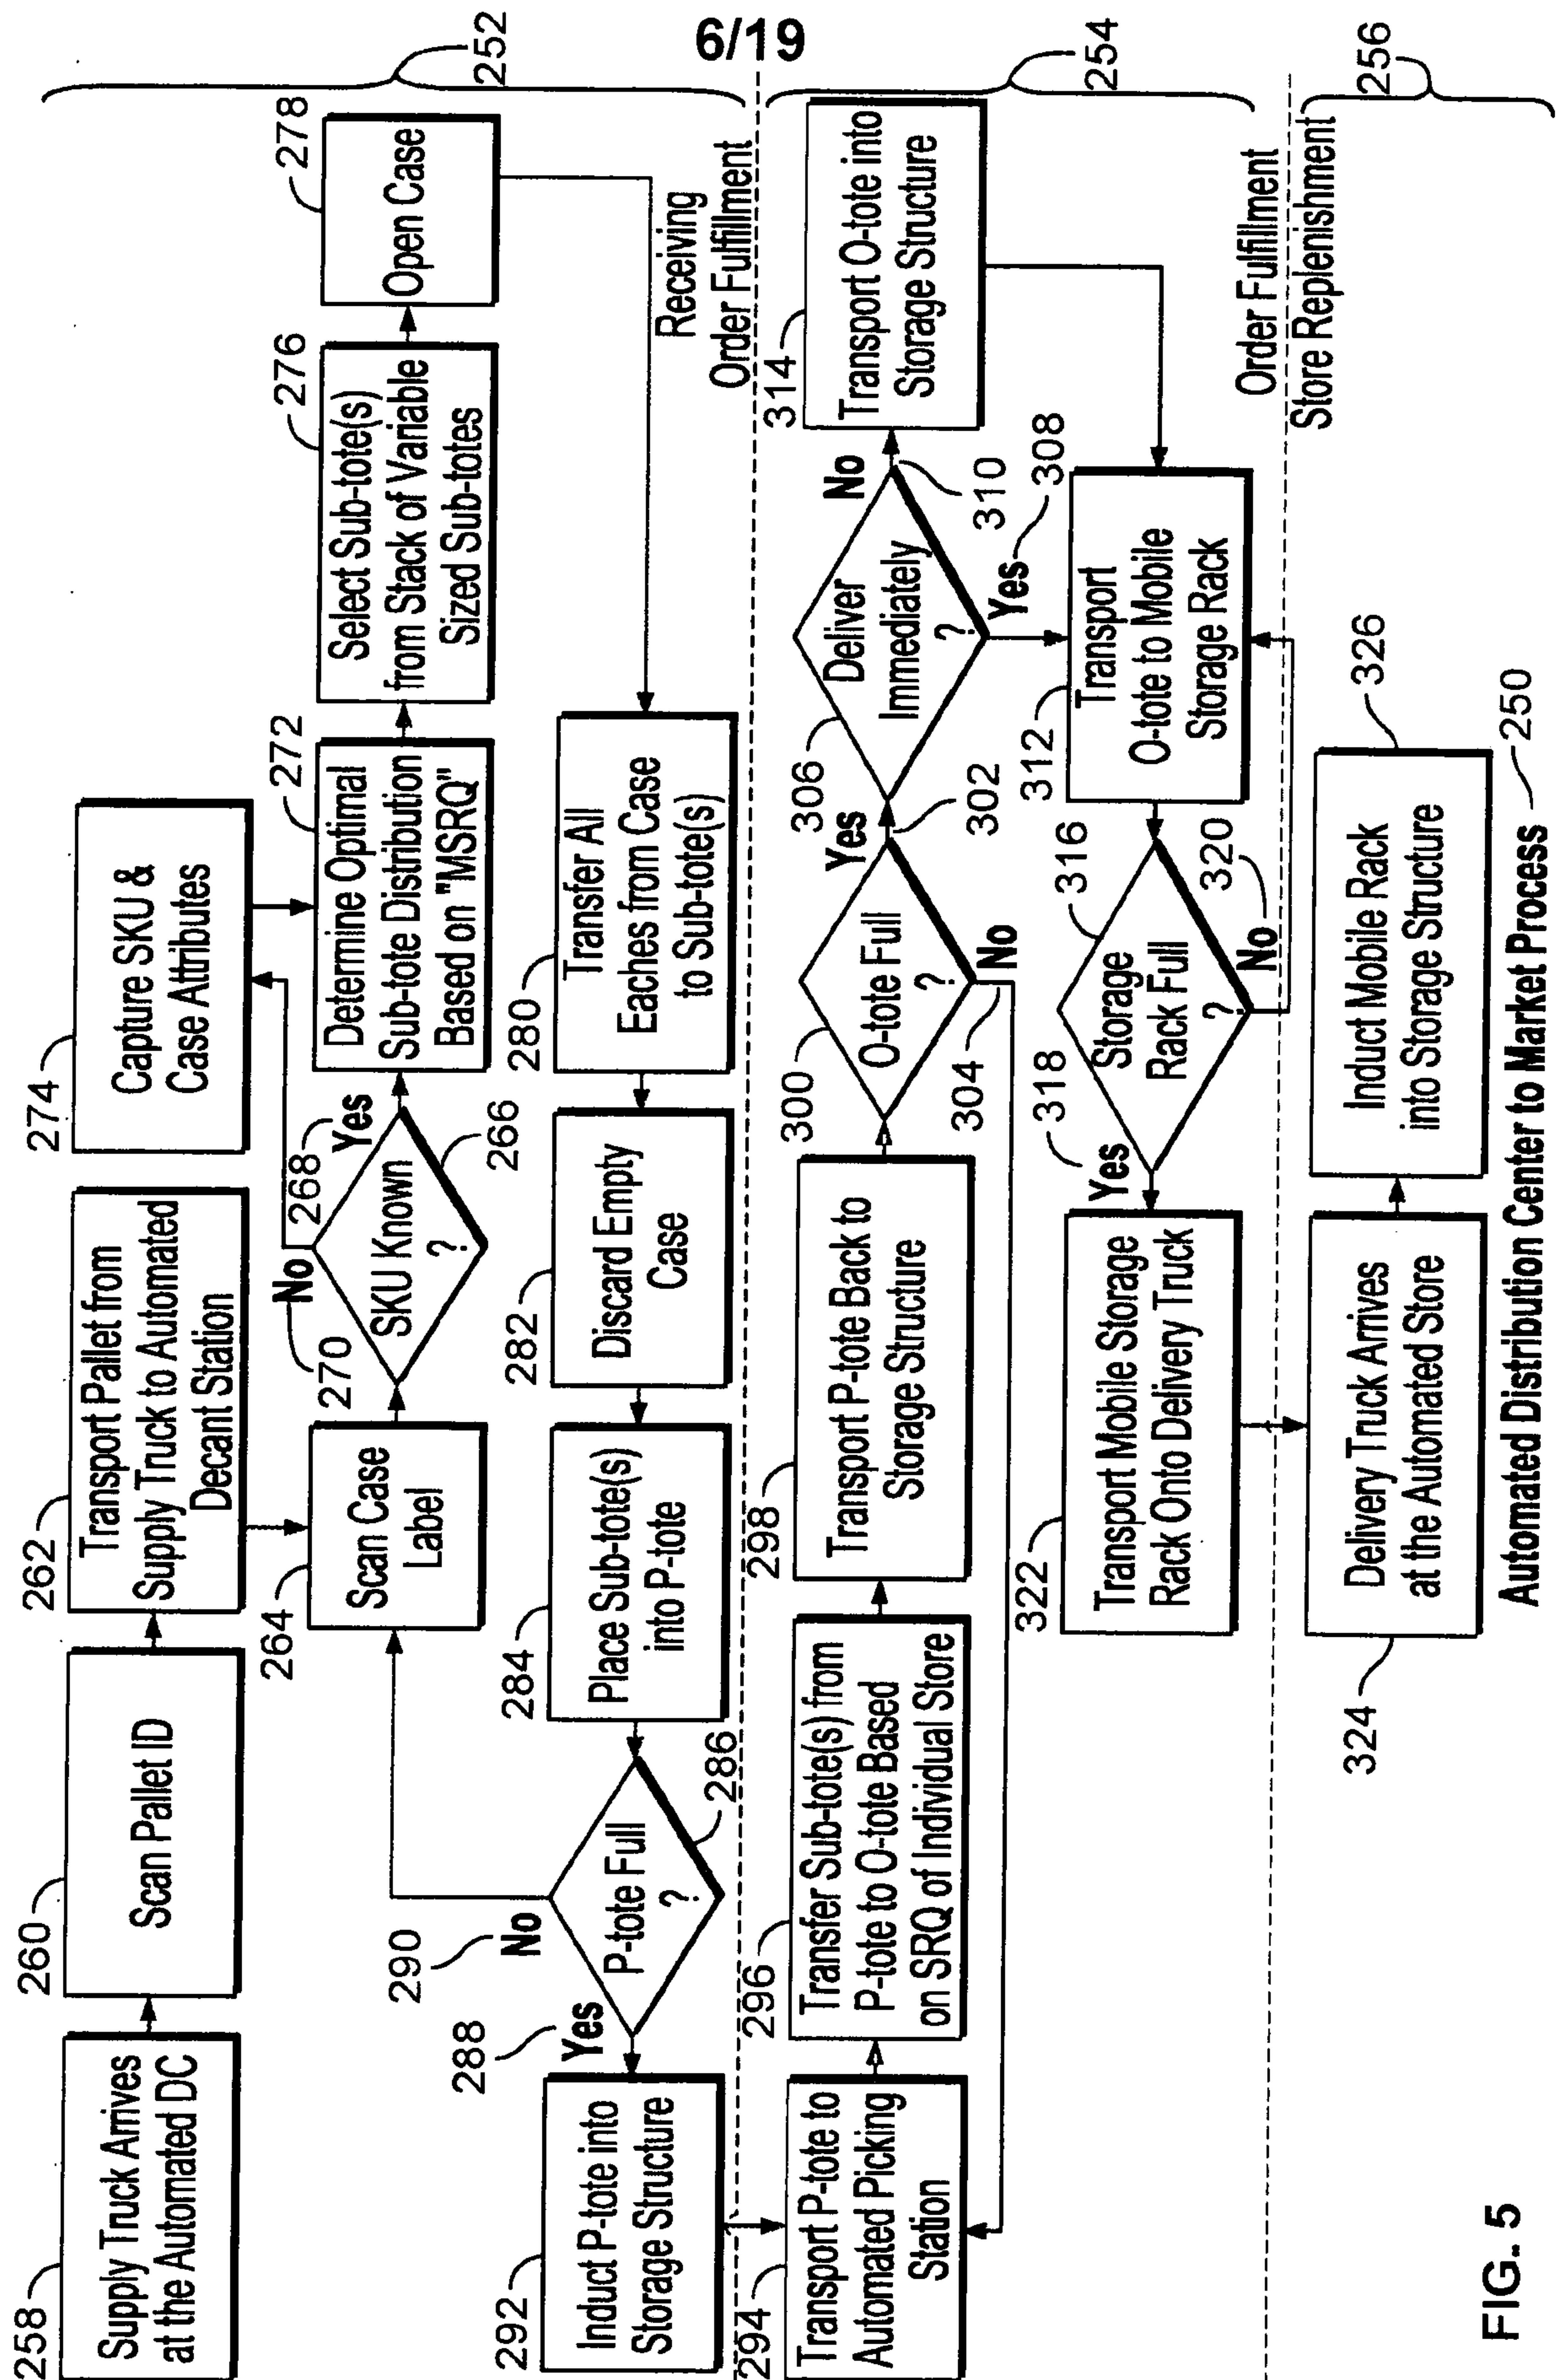 6/19
252
258
Supply Truck Arrives
at the Automated DC
260
Scan Pallet ID
262
Transport Pallet from
Supply Truck to Automated
Decant Station
274
Capture SKU &
Case Attributes
264
Scan Case
Label
270
No
268
Yes
SKU Known
?
266
272
Determine Optimal
Sub-tote Distribution
Based on "MSRQ"
276
Select Sub-tote(s)
from Stack of Variable
Sized Sub-totes
278
Open Case
280
Transfer All
Eaches from Case
to Sub-tote(s)
282
Discard Empty
Case
284
Place Sub-tote(s)
into P-tote
286
P-tote Full
?
290
No
288
Yes
292
Induct P-tote into
Storage Structure
Receiving
Order Fulfillment
254
294
Transport P-tote to
Automated Picking
Station
296
Transfer Sub-tote(s) from
P-tote to O-tote Based
on SRQ of Individual Store
298
Transport P-tote Back to
Storage Structure
300
O-tote Full
?
Yes
302
No
304
306
Deliver
Immediately
?
No
310
Yes
308
314
Transport O-tote into
Storage Structure
312
Transport
O-tote to Mobile
Storage Rack
316
Storage
Rack Full
?
318
Yes
No
320
322
Transport Mobile Storage
Rack Onto Delivery Truck
Order Fulfillment
Store Replenishment
256
324
Delivery Truck Arrives
at the Automated Store
326
Induct Mobile Rack
into Storage Structure
Automated Distribution Center to Market Process
250
FIG. 5